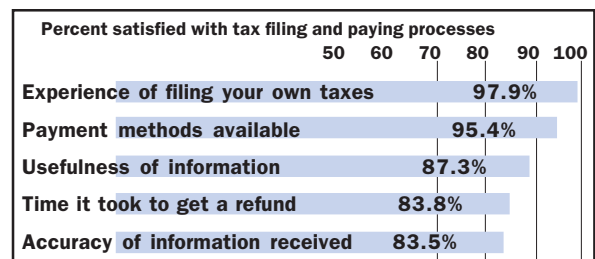 Percent satisfied with tax filing and paying processes
50 60 70 80 90 100
Experience of filing your own taxes 97.9%
Payment methods available 95.4%
Usefulness of information 87.3%
Time it took to get a refund 83.8%
Accuracy of information received 83.5%